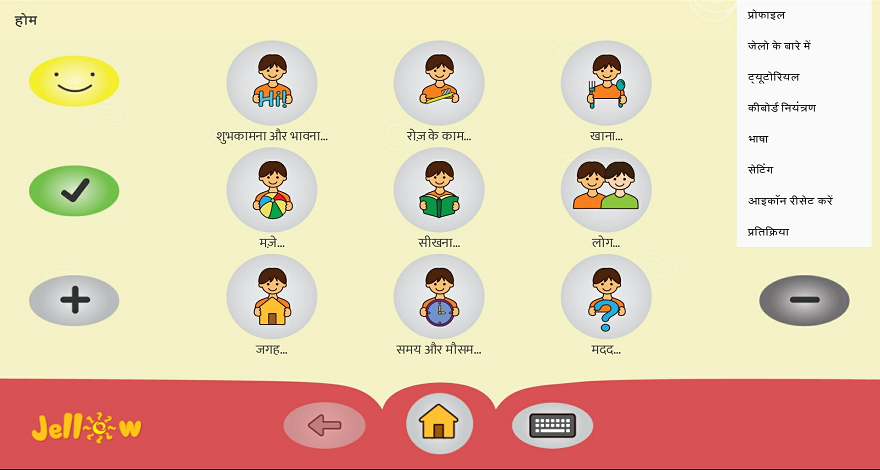 होम
प्रोफाइल
जेलो के बारे में
ट्यूटोरियल
कीबोर्ड नियंत्रण
भाषा
सेटिंग
आइकॉन रीसेट करें
प्रतिक्रिया
Hi!
शुभकामना और भावना...
रोज़ के काम...
खाना...
मज़े...
सीखना...
लोग...
जगह...
समय और मौसम...
मदद...
Jellow